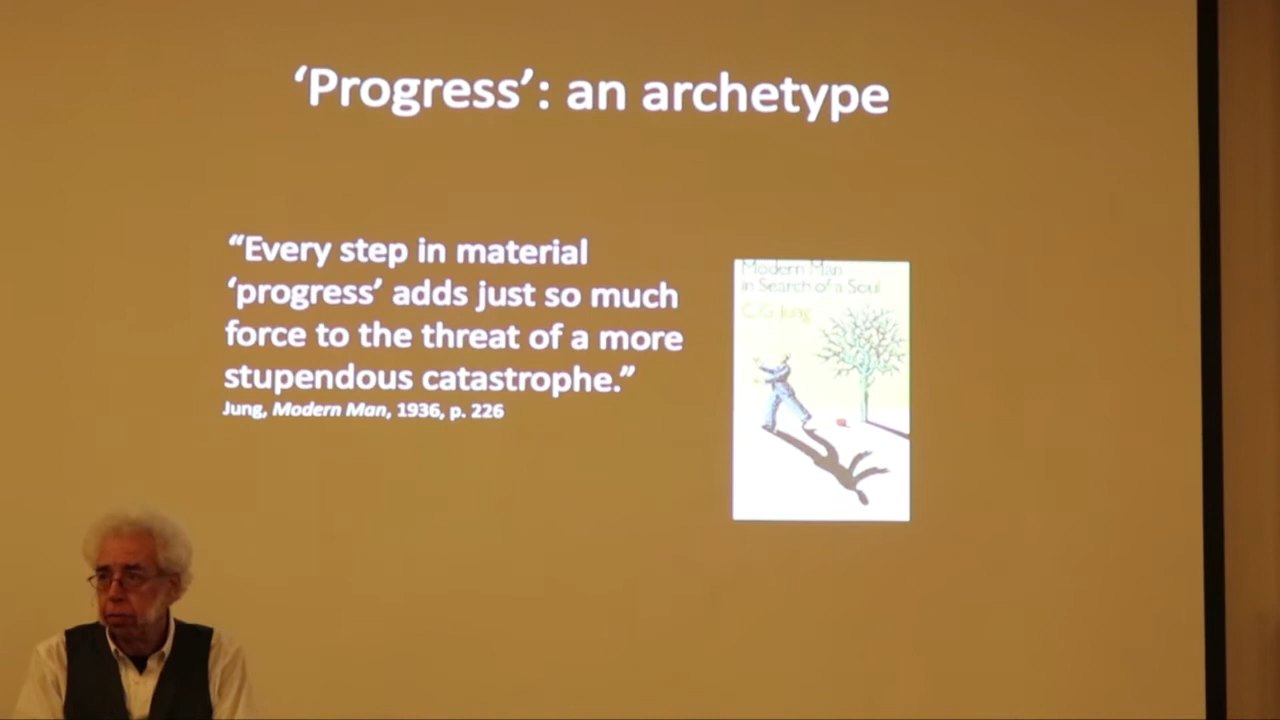 ‘Progress’: an archetype
“Every step in material
‘progress’ adds just so much
force to the threat of a more
stupendous catastrophe.”
Jung, Modern Man, 1936, p. 226
Modern Man
in Search of a Soul
C. G. Jung